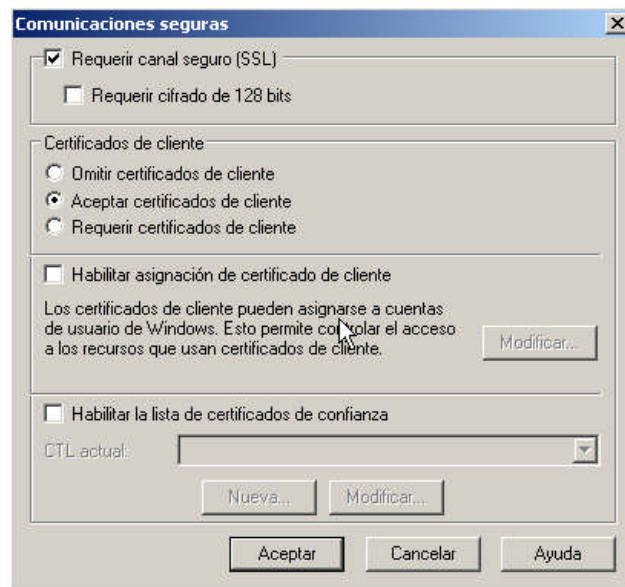 Comunicaciones seguras
Requerir canal seguro (SSL)
Requerir cifrado de 128 bits
Certificados de cliente
Omitir certificados de cliente
Aceptar certificados de cliente
Requerir certificados de cliente
Habilitar asignación de certificado de cliente
Los certificados de cliente pueden asignarse a cuentas
de usuario de Windows. Esto permite controlar el acceso
a los recursos que usan certificados de cliente.
Modificar...
Habilitar la lista de certificados de confianza
CTL actual:
Nueva... Modificar...
Aceptar Cancelar Ayuda